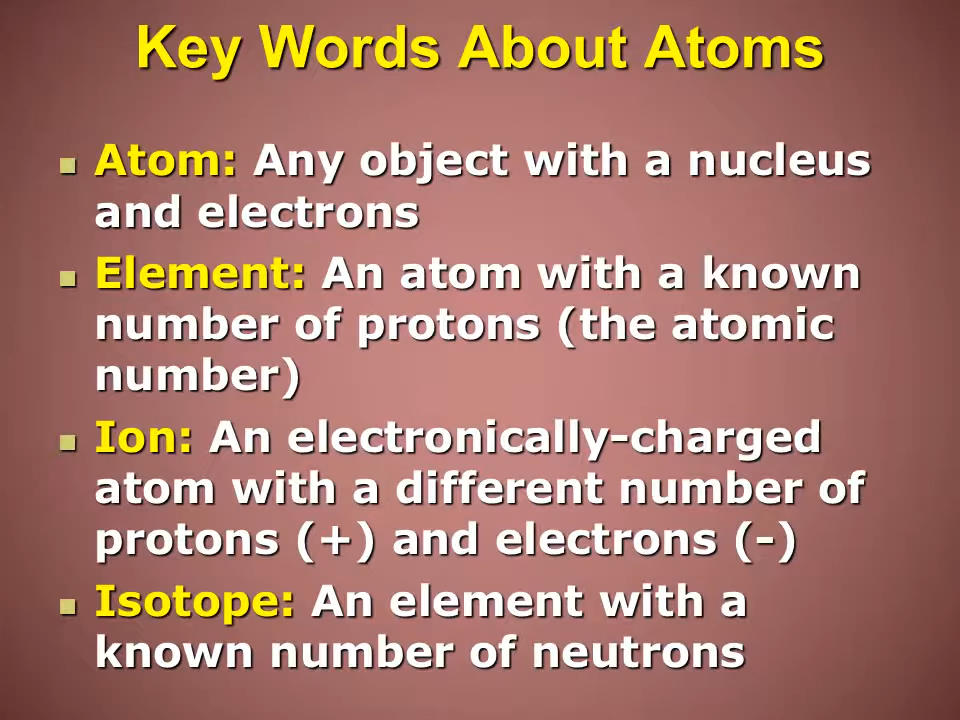 Key Words About Atoms
Atom: Any object with a nucleus
and electrons
Element: An atom with a known
number of protons (the atomic
number)
Ion: An electronically-charged
atom with a different number of
protons (+) and electrons (-)
Isotope: An element with a
known number of neutrons